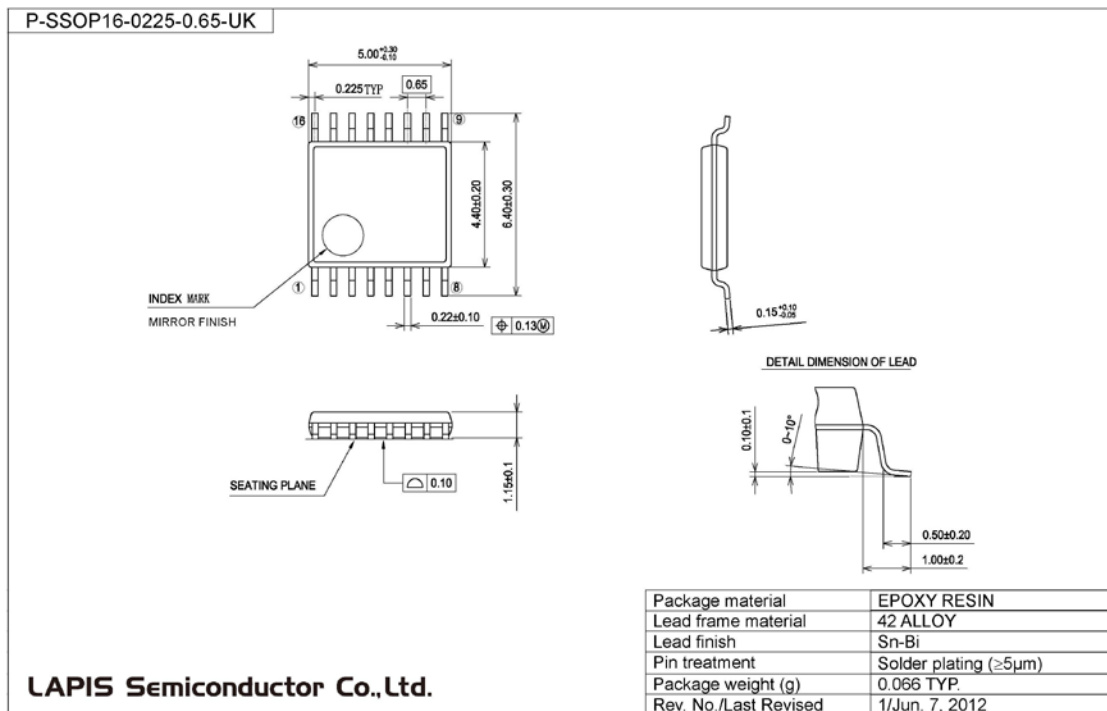 P-SSOP16-0225-0.65-UK
5.00+0.30-0.10
0.225 TYP
0.65
16
9
4.40±0.20
6.40±0.30
1
8
INDEX MARK
MIRROR FINISH
0.22±0.10
⌖ 0.13Ⓜ
0.15+0.10-0.05
DETAIL DIMENSION OF LEAD
0.10±0.1
0~10°
SEATING PLANE
⌓ 0.10
1.15±0.1
0.50±0.20
1.00±0.2
Package material EPOXY RESIN
Lead frame material 42 ALLOY
Lead finish Sn-Bi
Pin treatment Solder plating (≥5μm)
Package weight (g) 0.066 TYP.
Rev. No./Last Revised 1/Jun. 7, 2012
LAPIS Semiconductor Co.,Ltd.